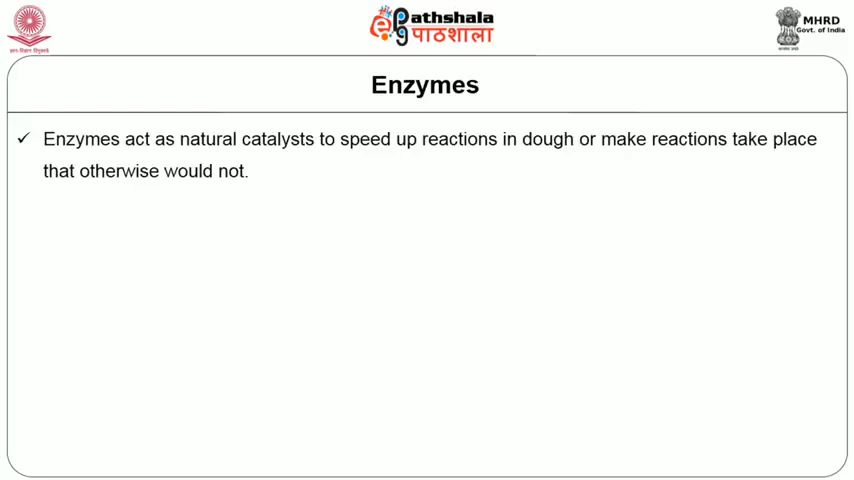 ePathshala
पाठशाला
MHRD
Govt. of India
Enzymes
✓ Enzymes act as natural catalysts to speed up reactions in dough or make reactions take place
that otherwise would not.